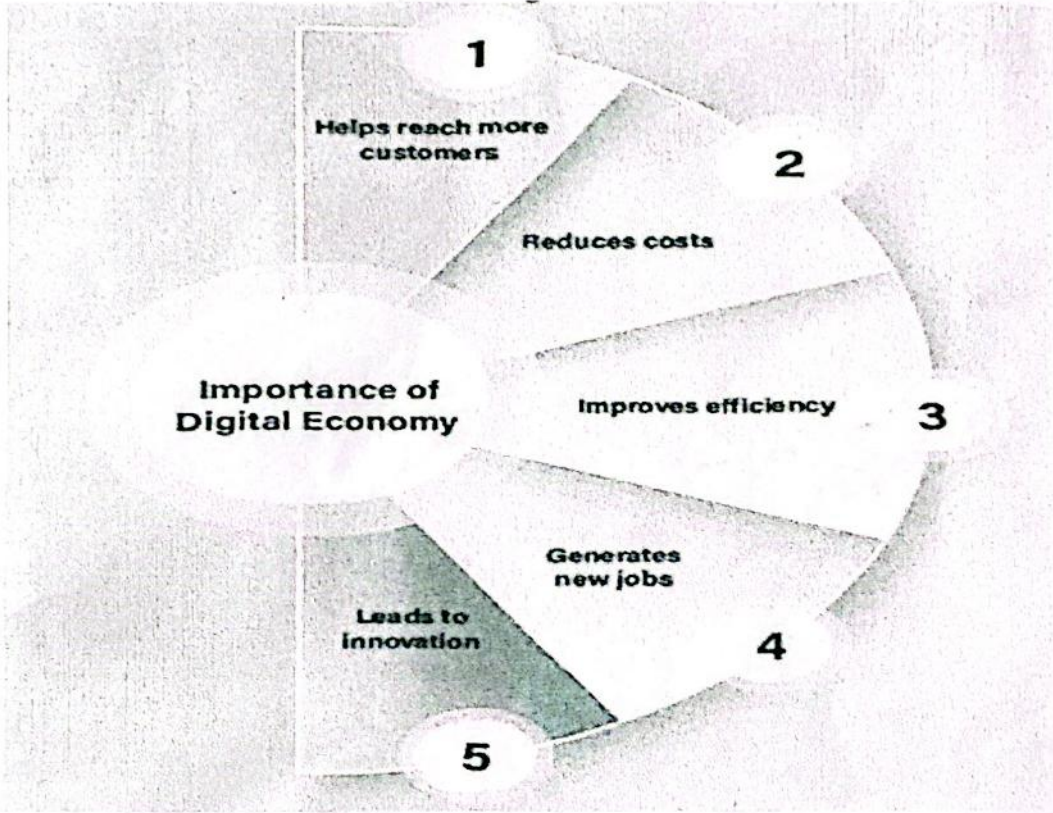 1
Helps reach more
customers
2
Reduces costs
Importance of
Digital Economy
Improves efficiency
3
Generates
new jobs
4
Leads to
innovation
5